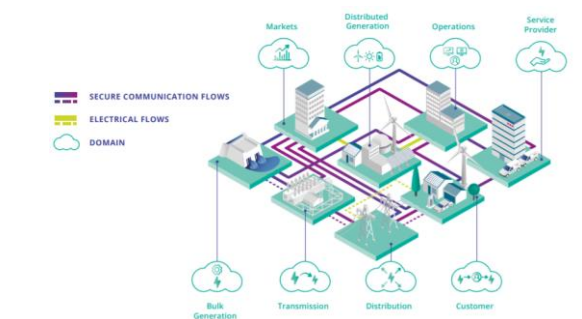 Markets
Distributed
Generation
Operations
Service
Provider
SECURE COMMUNICATION FLOWS
ELECTRICAL FLOWS
DOMAIN
Bulk
Generation
Transmission
Distribution
Customer